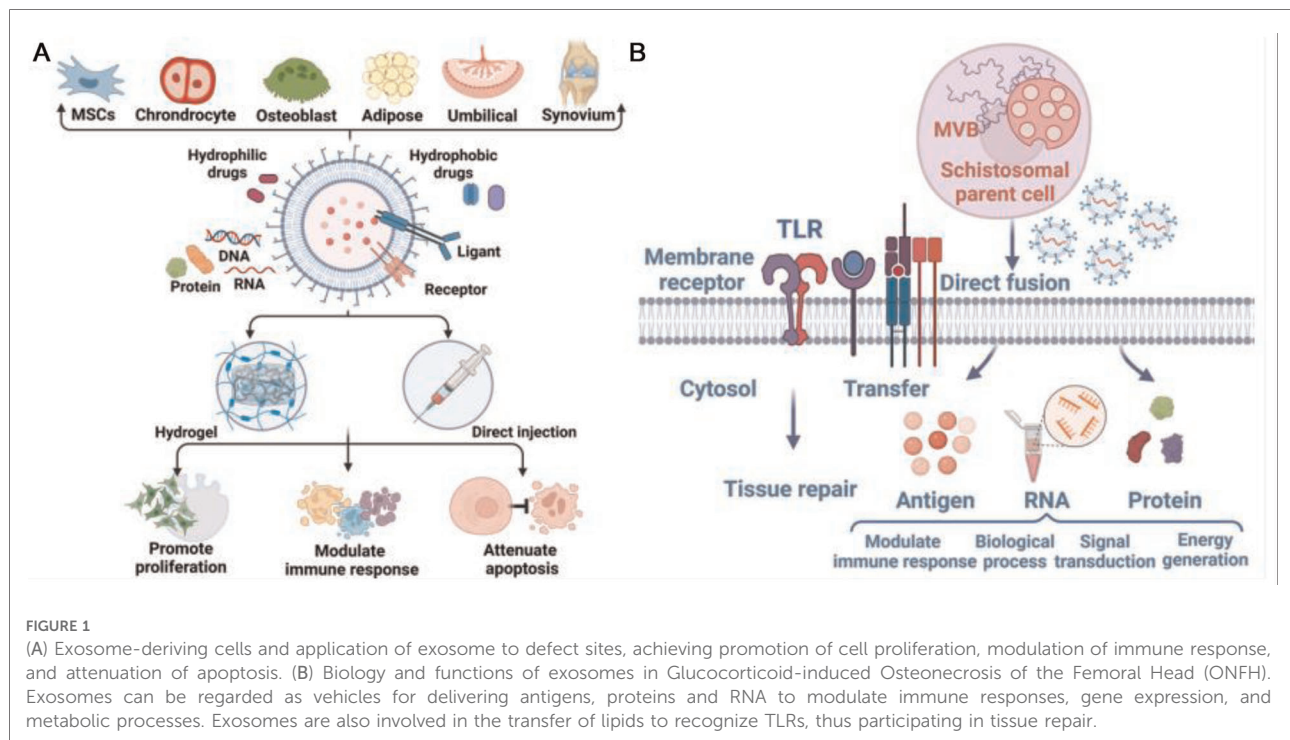 A
MSCs
Chrondrocyte
Osteoblast
Adipose
Umbilical
Synovium
Hydrophilic
drugs
Hydrophobic
drugs
DNA
Protein
RNA
Ligant
Receptor
Hydrogel
Direct injection
Promote
proliferation
Modulate
immune response
Attenuate
apoptosis
B
MVB
Schistosomal
parent cell
TLR
Membrane
receptor
Direct fusion
Cytosol
Transfer
Tissue repair
Antigen
RNA
Protein
Modulate
immune response
Biological
process
Signal
transduction
Energy
generation
FIGURE 1
(A) Exosome-deriving cells and application of exosome to defect sites, achieving promotion of cell proliferation, modulation of immune response,
and attenuation of apoptosis. (B) Biology and functions of exosomes in Glucocorticoid-induced Osteonecrosis of the Femoral Head (ONFH).
Exosomes can be regarded as vehicles for delivering antigens, proteins and RNA to modulate immune responses, gene expression, and
metabolic processes. Exosomes are also involved in the transfer of lipids to recognize TLRs, thus participating in tissue repair.